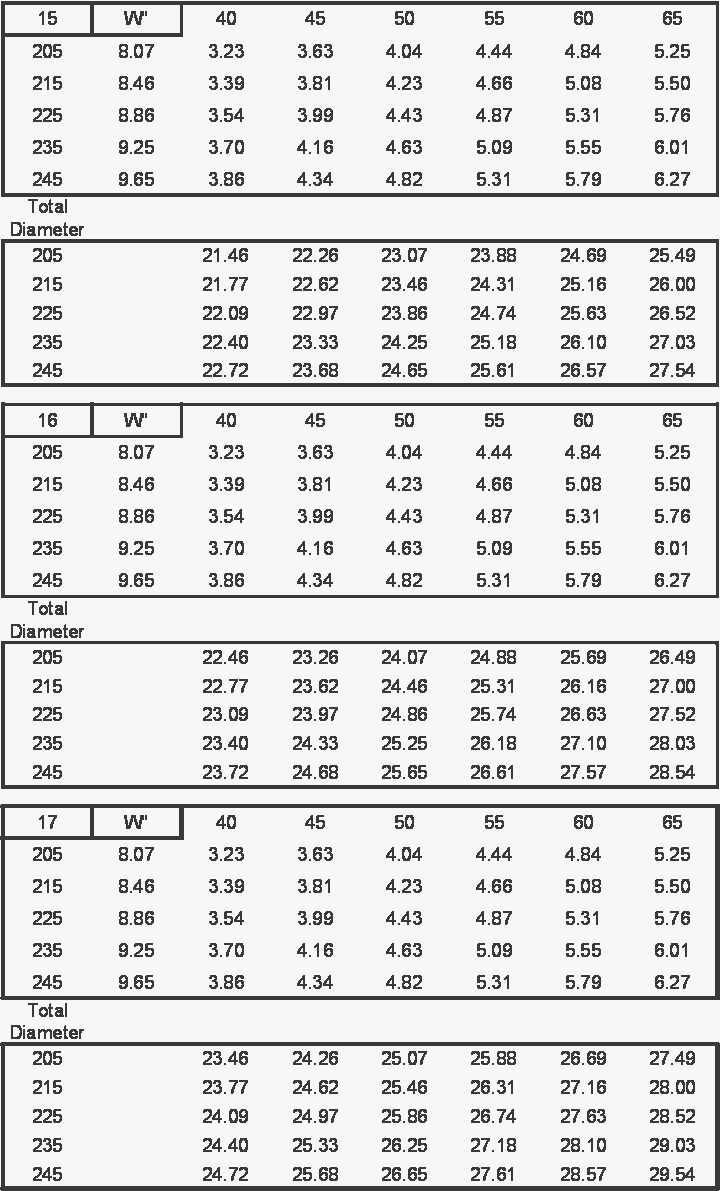 15 W" 40 45 50 55 60 65
205 8.07 3.23 3.63 4.04 4.44 4.84 5.25
215 8.46 3.39 3.81 4.23 4.66 5.08 5.50
225 8.86 3.54 3.99 4.43 4.87 5.31 5.76
235 9.25 3.70 4.16 4.63 5.09 5.55 6.01
245 9.65 3.86 4.34 4.82 5.31 5.79 6.27
Total
Diameter
205 21.46 22.26 23.07 23.88 24.69 25.49
215 21.77 22.62 23.46 24.31 25.16 26.00
225 22.09 22.97 23.86 24.74 25.63 26.52
235 22.40 23.33 24.25 25.18 26.10 27.03
245 22.72 23.68 24.65 25.61 26.57 27.54
16 W" 40 45 50 55 60 65
205 8.07 3.23 3.63 4.04 4.44 4.84 5.25
215 8.46 3.39 3.81 4.23 4.66 5.08 5.50
225 8.86 3.54 3.99 4.43 4.87 5.31 5.76
235 9.25 3.70 4.16 4.63 5.09 5.55 6.01
245 9.65 3.86 4.34 4.82 5.31 5.79 6.27
Total
Diameter
205 22.46 23.26 24.07 24.88 25.69 26.49
215 22.77 23.62 24.46 25.31 26.16 27.00
225 23.09 23.97 24.86 25.74 26.63 27.52
235 23.40 24.33 25.25 26.18 27.10 28.03
245 23.72 24.68 25.65 26.61 27.57 28.54
17 W" 40 45 50 55 60 65
205 8.07 3.23 3.63 4.04 4.44 4.84 5.25
215 8.46 3.39 3.81 4.23 4.66 5.08 5.50
225 8.86 3.54 3.99 4.43 4.87 5.31 5.76
235 9.25 3.70 4.16 4.63 5.09 5.55 6.01
245 9.65 3.86 4.34 4.82 5.31 5.79 6.27
Total
Diameter
205 23.46 24.26 25.07 25.88 26.69 27.49
215 23.77 24.62 25.46 26.31 27.16 28.00
225 24.09 24.97 25.86 26.74 27.63 28.52
235 24.40 25.33 26.25 27.18 28.10 29.03
245 24.72 25.68 26.65 27.61 28.57 29.54